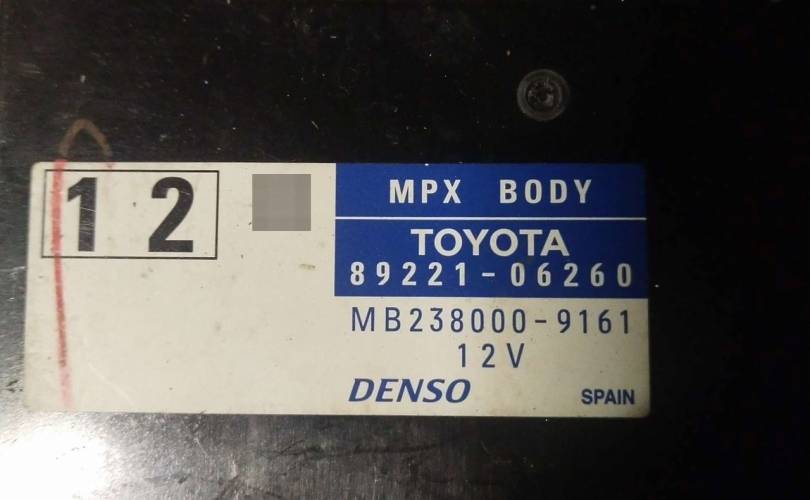 12
MPX BODY
TOYOTA
89221-06260
MB238000-9161
12V
DENSO
SPAIN